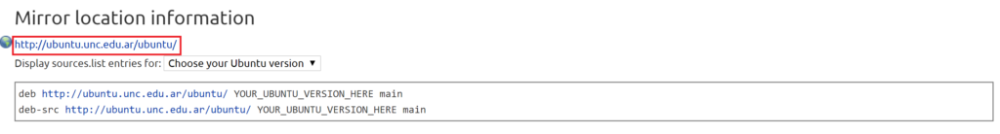 Mirror location information
http://ubuntu.unc.edu.ar/ubuntu/
Display sources.list entries for: Choose your Ubuntu version ▼
deb http://ubuntu.unc.edu.ar/ubuntu/ YOUR_UBUNTU_VERSION_HERE main
deb-src http://ubuntu.unc.edu.ar/ubuntu/ YOUR_UBUNTU_VERSION_HERE main